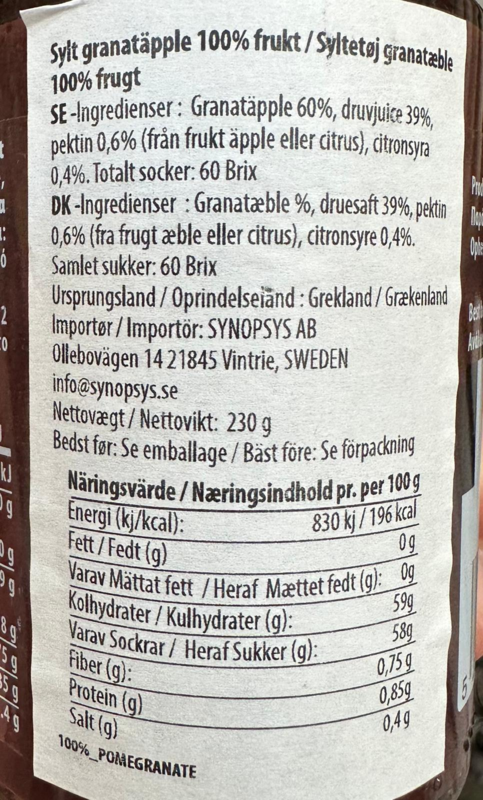 Sylt granatäpple 100% frukt / Syltetøj granatæble
100% frugt
SE -Ingredienser : Granatäpple 60%, druvjuice 39%,
pektin 0,6% (från frukt äpple eller citrus), citronsyra
0,4%. Totalt socker: 60 Brix
DK -Ingredienser : Granatæble %, druesaft 39%, pektin
0,6% (fra frugt æble eller citrus), citronsyre 0,4%.
Samlet sukker: 60 Brix
Ursprungsland / Oprindelseiänd : Grekland / Grækenland
Importør / Importör: SYNOPSYS AB
Ollebovägen 14 21845 Vintrie, SWEDEN
info@synopsys.se
Nettovægt / Nettovikt: 230 g
Bedst før: Se emballage / Bäst före: Se förpackning
Näringsvärde / Næringsindhold pr. per 100 g
Energi (kj/kcal): 830 kj / 196 kcal
Fett / Fedt (g) 0 g
Varav Mättat fett / Heraf Mættet fedt (g): 0g
Kolhydrater / Kulhydrater (g): 59g
Varav Sockrar / Heraf Sukker (g): 58g
Fiber (g): 0,75 g
Protein (g) 0,85g
Salt (g) 0,4 g
100%_POMEGRANATE